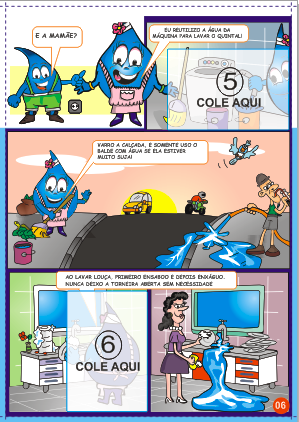 E A MAMÃE?
EU REUTILIZO A ÁGUA DA
MÁQUINA PARA LAVAR O QUINTAL!
5
COLE AQUI
VARRO A CALÇADA, E SOMENTE USO O
BALDE COM ÁGUA SE ELA ESTIVER
MUITO SUJA!
AO LAVAR LOUÇA, PRIMEIRO ENSABOO E DEPOIS ENXÁGUO.
NUNCA DEIXO A TORNEIRA ABERTA SEM NECESSIDADE
6
COLE AQUI
06